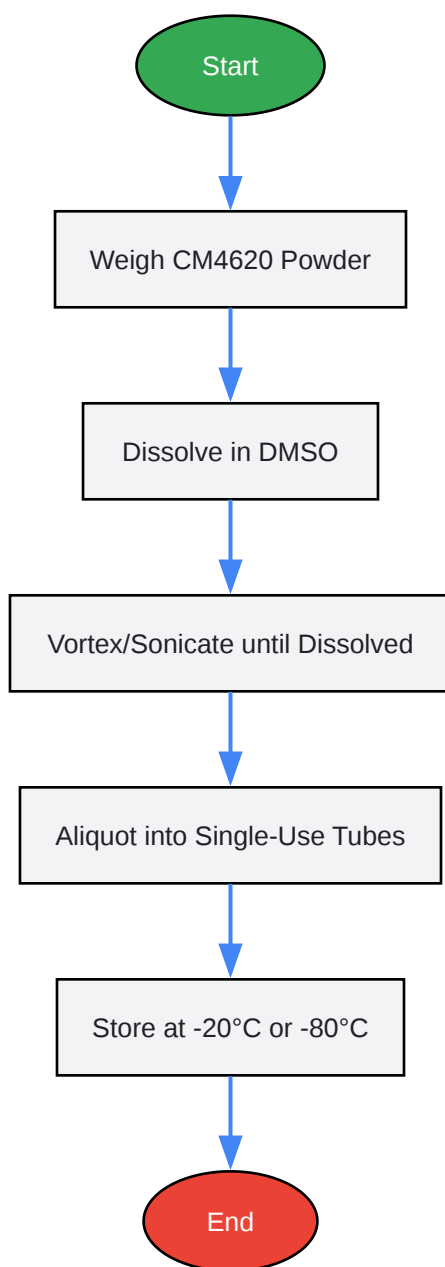 Start
Weigh CM4620 Powder
Dissolve in DMSO
Vortex/Sonicate until Dissolved
Aliquot into Single-Use Tubes
Store at -20°C or -80°C
End